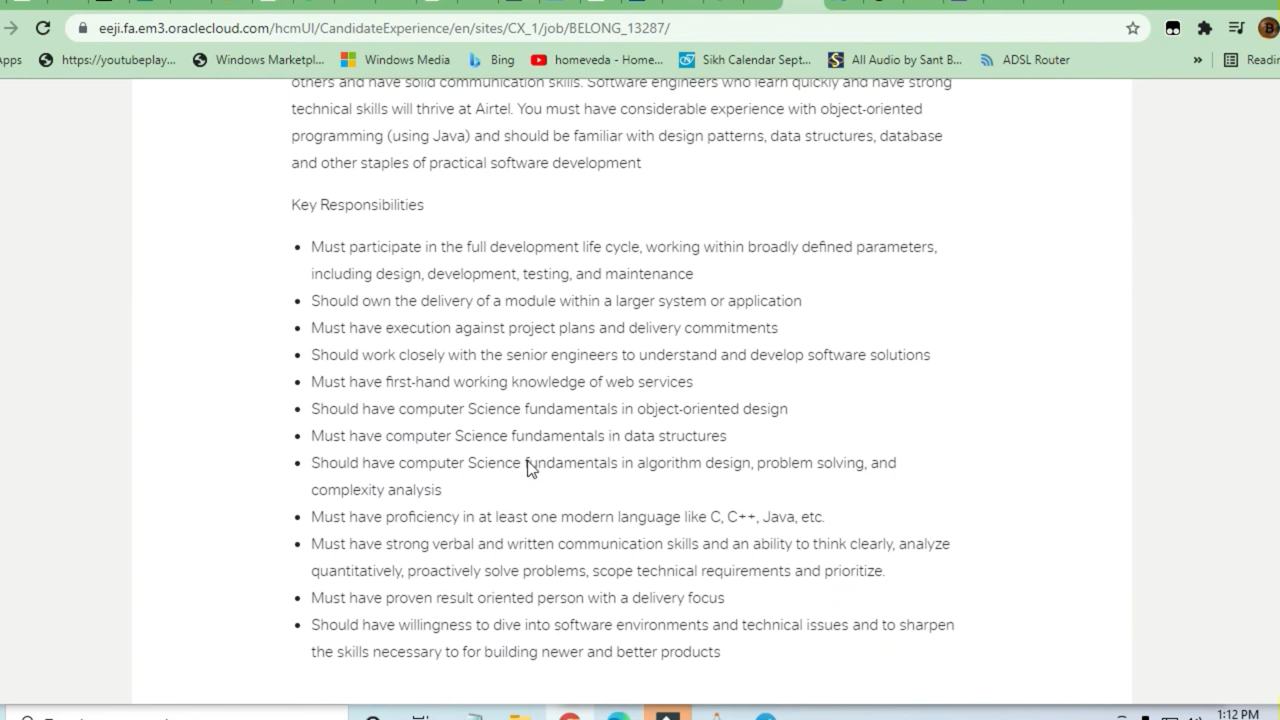 eeji.fa.em3.oraclecloud.com/hcmUI/CandidateExperience/en/sites/CX_1/job/BELONG_13287/
Apps https://youtubeplay... Windows Marketpl... Windows Media Bing homeveda - Home... Sikh Calendar Sept... All Audio by Sant B... ADSL Router » Readin
others and have solid communication skills. Software engineers who learn quickly and have strong
technical skills will thrive at Airtel. You must have considerable experience with object-oriented
programming (using Java) and should be familiar with design patterns, data structures, database
and other staples of practical software development
Key Responsibilities
• Must participate in the full development life cycle, working within broadly defined parameters,
including design, development, testing, and maintenance
• Should own the delivery of a module within a larger system or application
• Must have execution against project plans and delivery commitments
• Should work closely with the senior engineers to understand and develop software solutions
• Must have first-hand working knowledge of web services
• Should have computer Science fundamentals in object-oriented design
• Must have computer Science fundamentals in data structures
• Should have computer Science fundamentals in algorithm design, problem solving, and
complexity analysis
• Must have proficiency in at least one modern language like C, C++, Java, etc.
• Must have strong verbal and written communication skills and an ability to think clearly, analyze
quantitatively, proactively solve problems, scope technical requirements and prioritize.
• Must have proven result oriented person with a delivery focus
• Should have willingness to dive into software environments and technical issues and to sharpen
the skills necessary to for building newer and better products
1:12 PM